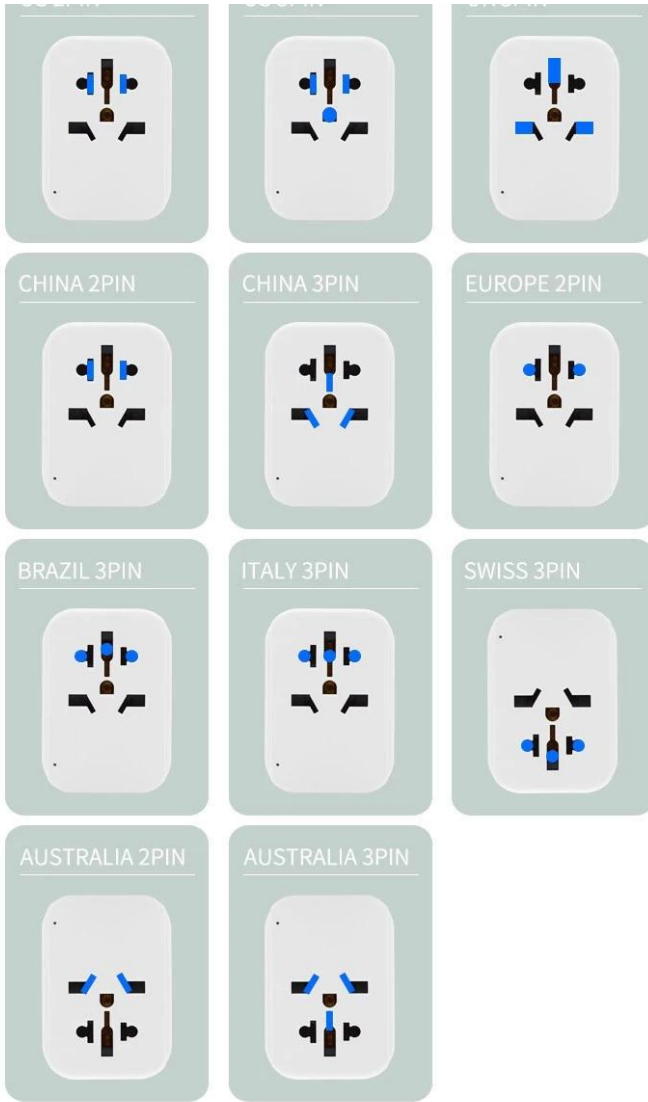 CHINA 2PIN
CHINA 3PIN
EUROPE 2PIN
BRAZIL 3PIN
ITALY 3PIN
SWISS 3PIN
AUSTRALIA 2PIN
AUSTRALIA 3PIN